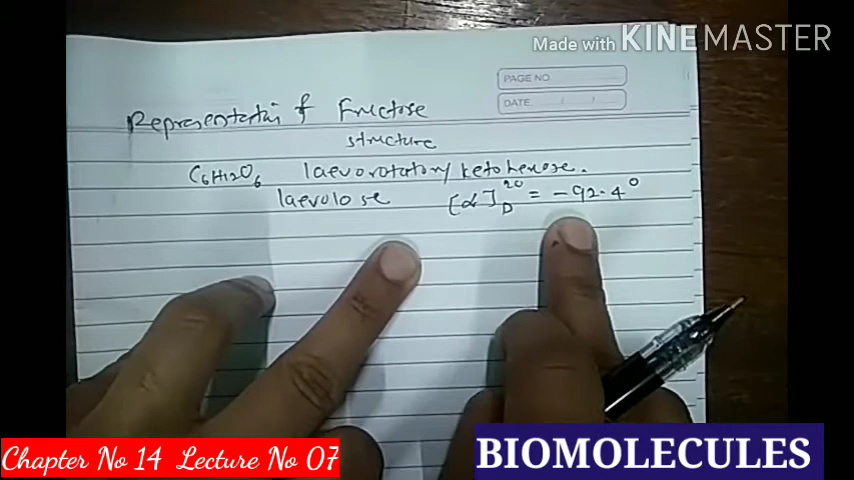 Made with KINEMASTER
PAGE NO
DATE
Representation of Fructose
structure
C6H12O6 laevorotatory ketohexose.
laevulose [α]D20 = -92.4°
Chapter No 14 Lecture No 07
BIOMOLECULES